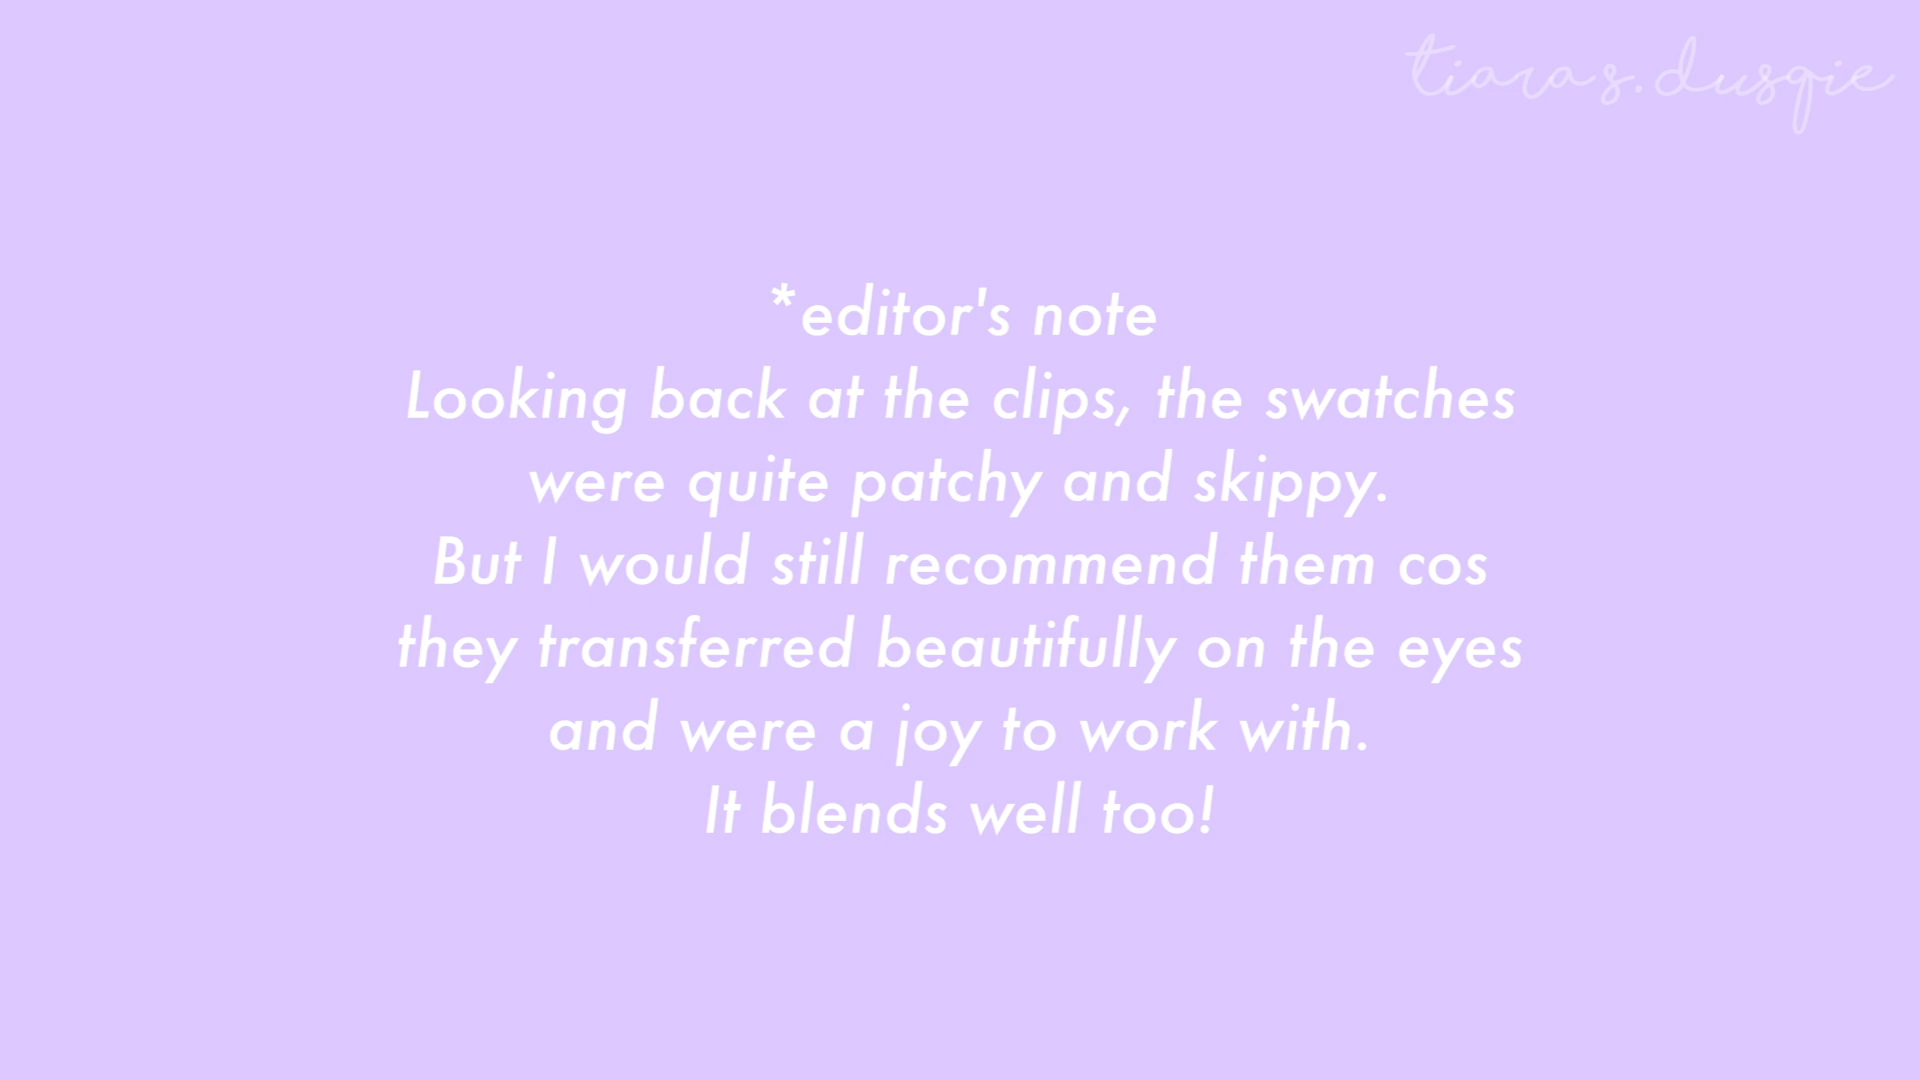 tiaras.dusqie
*editor's note
Looking back at the clips, the swatches
were quite patchy and skippy.
But I would still recommend them cos
they transferred beautifully on the eyes
and were a joy to work with.
It blends well too!